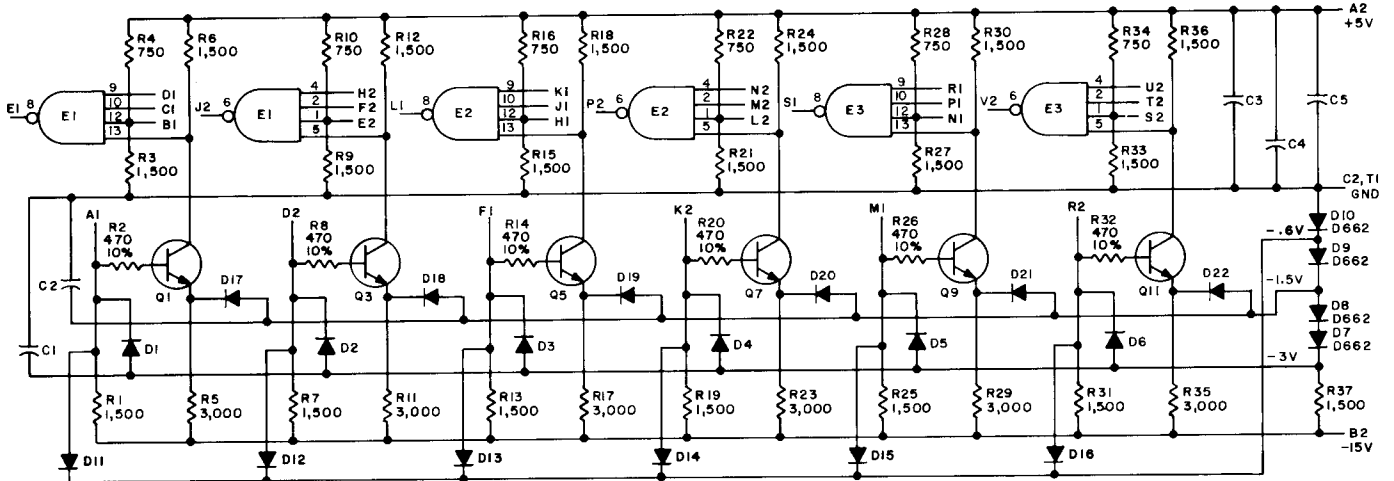 R4 750
R6 1,500
R10 750
R12 1,500
R16 750
R18 1,500
R22 750
R24 1,500
R28 750
R30 1,500
R34 750
R36 1,500
A2
+5V
E1 8 E1 9 D1
10 C1
12 B1
13
J2 6 E1 4 H2
2 F2
1 E2
5
L1 8 E2 9 K1
10 J1
12 H1
13
P2 6 E2 4 N2
2 M2
1 L2
5
S1 8 E3 9 R1
10 P1
12 N1
13
V2 6 E3 4 U2
2 T2
1 S2
5
C3
C4
C5
R3 1,500
R9 1,500
R15 1,500
R21 1,500
R27 1,500
R33 1,500
C2,T1
GND
A1
R2
470
10%
Q1
D17
D2
R8
470
10%
Q3
D18
F1
R14
470
10%
Q5
D19
K2
R20
470
10%
Q7
D20
M1
R26
470
10%
Q9
D21
R2
R32
470
10%
Q11
D22
D10
D662
-.6V
D9
D662
-1.5V
D8
D662
D7
D662
-3V
C2
C1
D1
D2
D3
D4
D5
D6
R1 1,500
R5 3,000
R7 1,500
R11 3,000
R13 1,500
R17 3,000
R19 1,500
R23 3,000
R25 1,500
R29 3,000
R31 1,500
R35 3,000
R37 1,500
B2
-15V
D11
D12
D13
D14
D15
D16